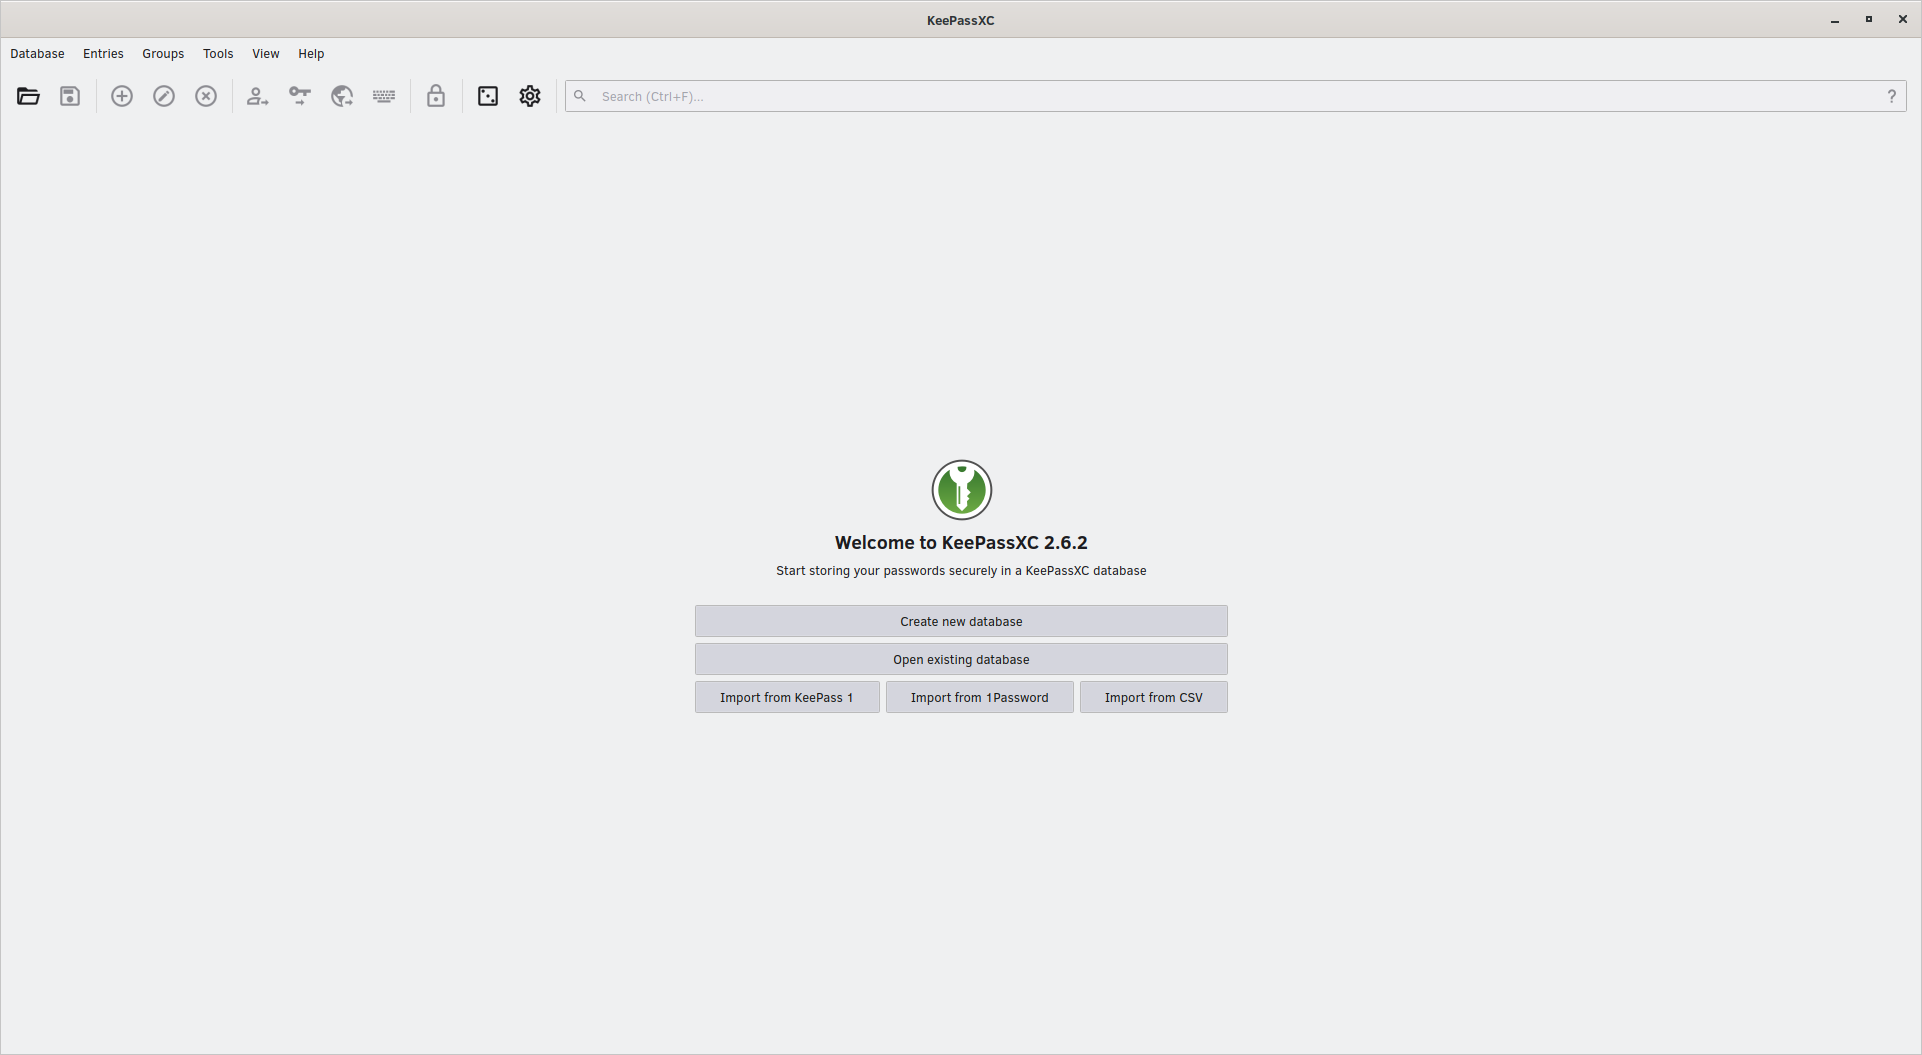 KeePassXC
Database Entries Groups Tools View Help
Search (Ctrl+F)... ?
Welcome to KeePassXC 2.6.2
Start storing your passwords securely in a KeePassXC database
Create new database
Open existing database
Import from KeePass 1 Import from 1Password Import from CSV